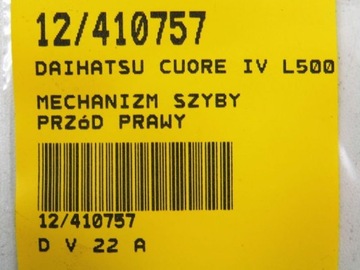 12/410757
DAIHATSU CUORE IV L500
MECHANIZM SZYBY
PRZóD PRAWY
12/410757
D V 22 A